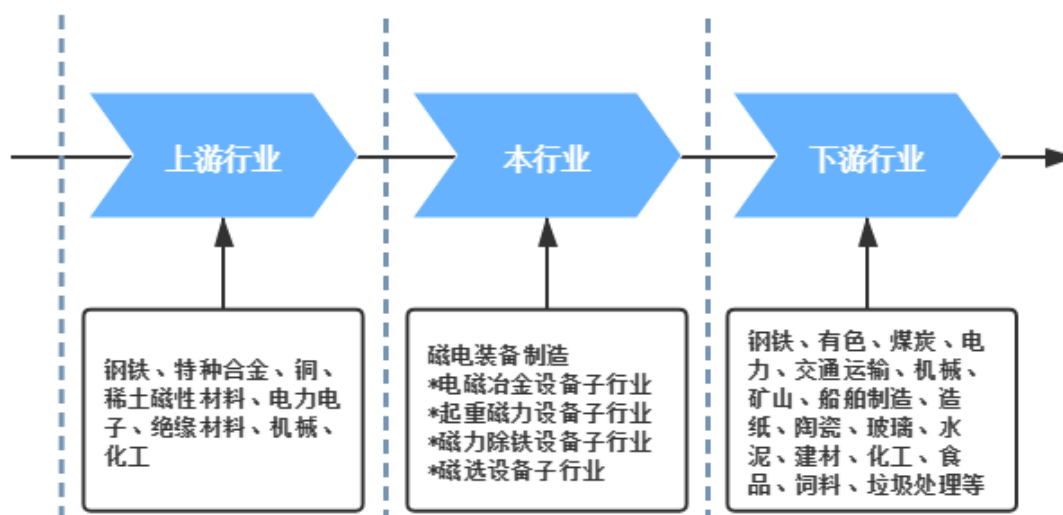 上游行业
本行业
下游行业
钢铁、特种合金、铜、
稀土磁性材料、电力电
子、绝缘材料、机械、
化工
磁电装备制造
*电磁冶金设备子行业
*起重磁力设备子行业
*磁力除铁设备子行业
*磁选设备子行业
钢铁、有色、煤炭、电
力、交通运输、机械、
矿山、船舶制造、造
纸、陶瓷、玻璃、水
泥、建材、化工、食
品、饲料、垃圾处理等